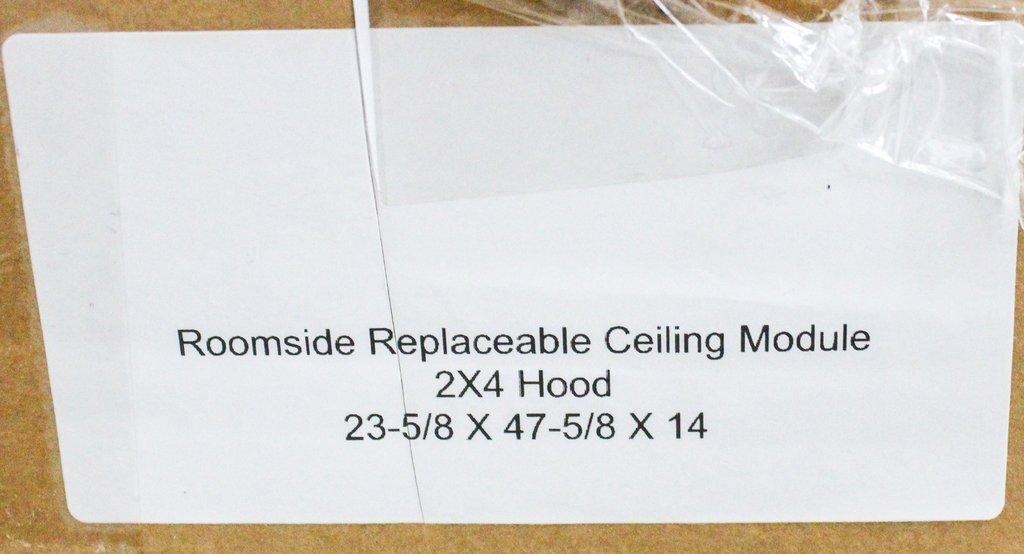 Roomside Replaceable Ceiling Module
2X4 Hood
23-5/8 X 47-5/8 X 14